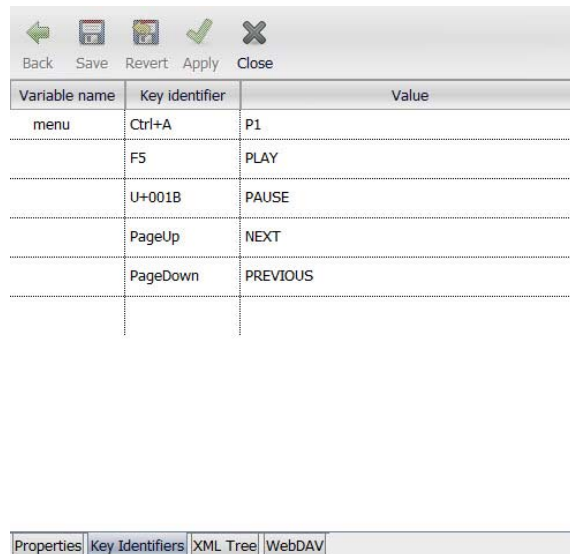 Back Save Revert Apply Close
Variable name Key identifier Value
menu Ctrl+A P1
F5 PLAY
U+001B PAUSE
PageUp NEXT
PageDown PREVIOUS
Properties Key Identifiers XML Tree WebDAV